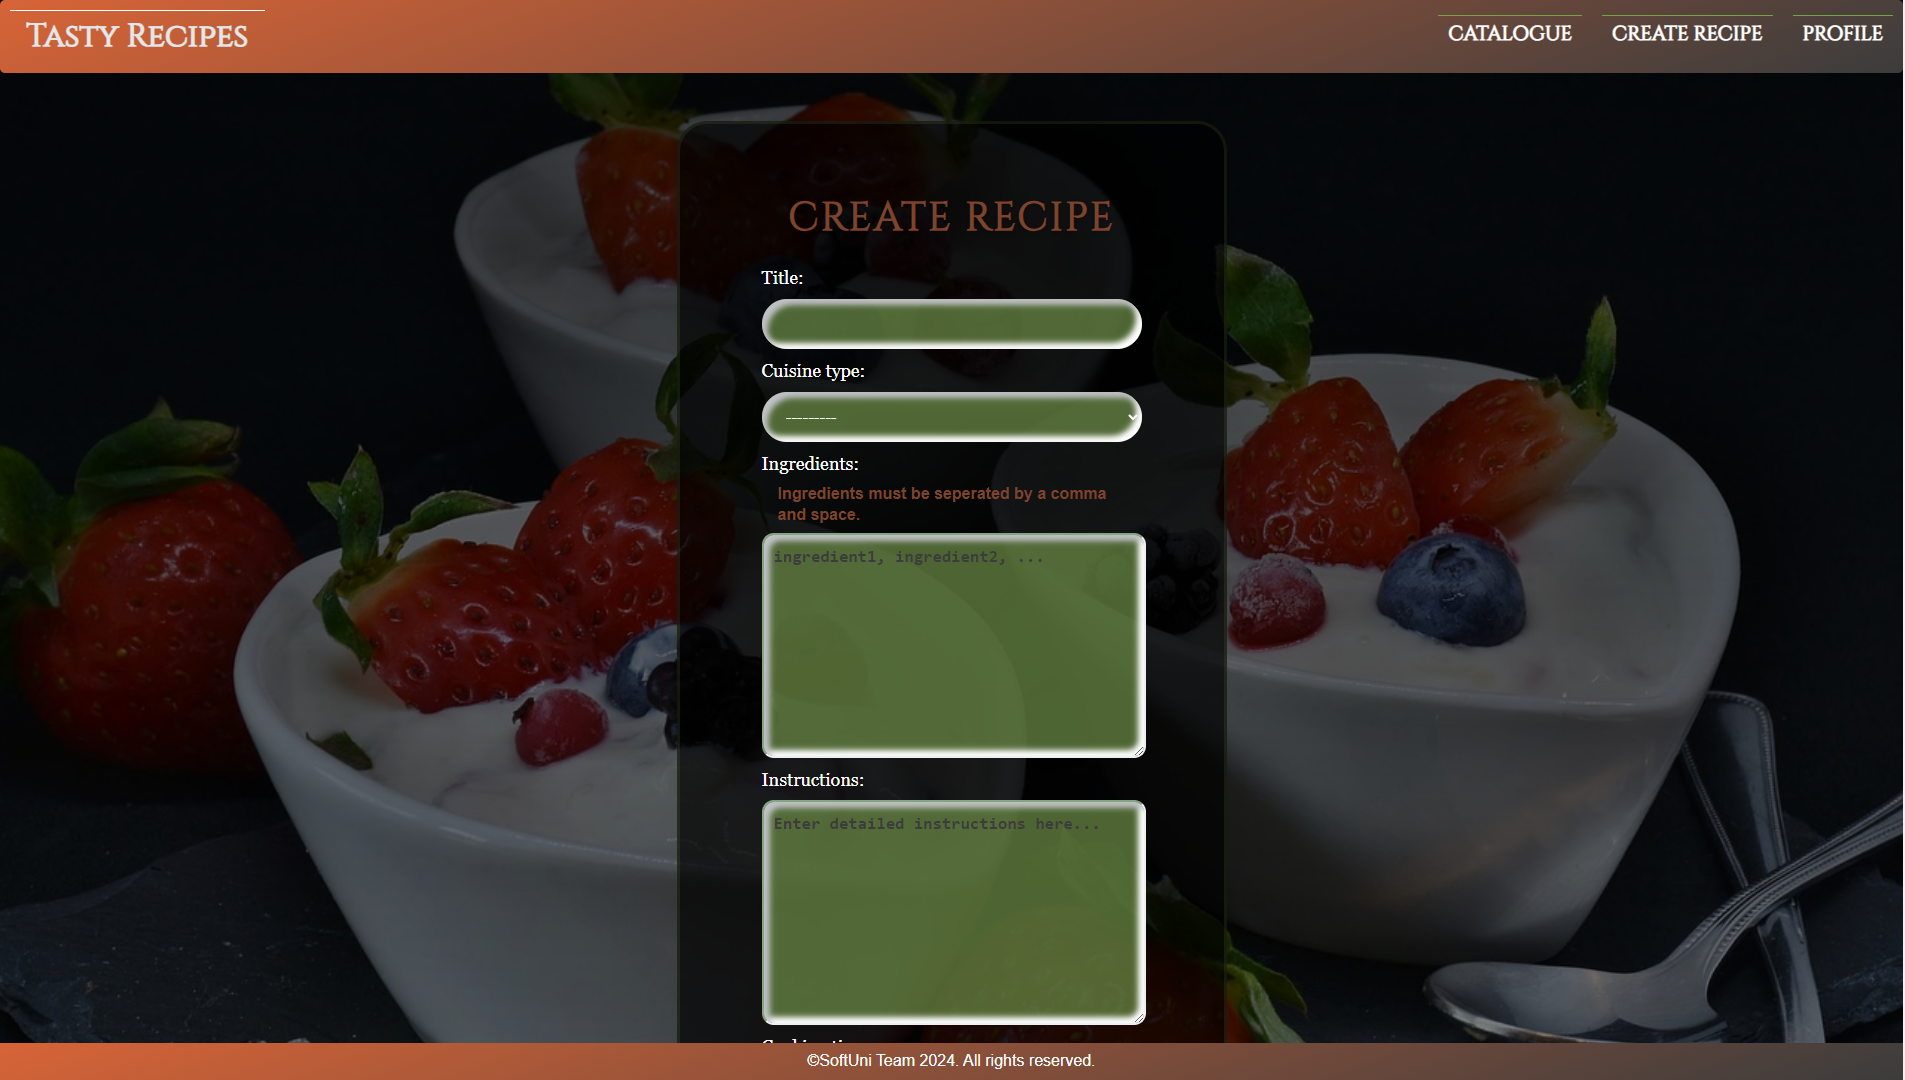 Tasty Recipes
CATALOGUE
CREATE RECIPE
PROFILE
CREATE RECIPE
Title:
Cuisine type:
---------
Ingredients:
Ingredients must be seperated by a comma
and space.
ingredient1, ingredient2, ...
Instructions:
Enter detailed instructions here...
©SoftUni Team 2024. All rights reserved.